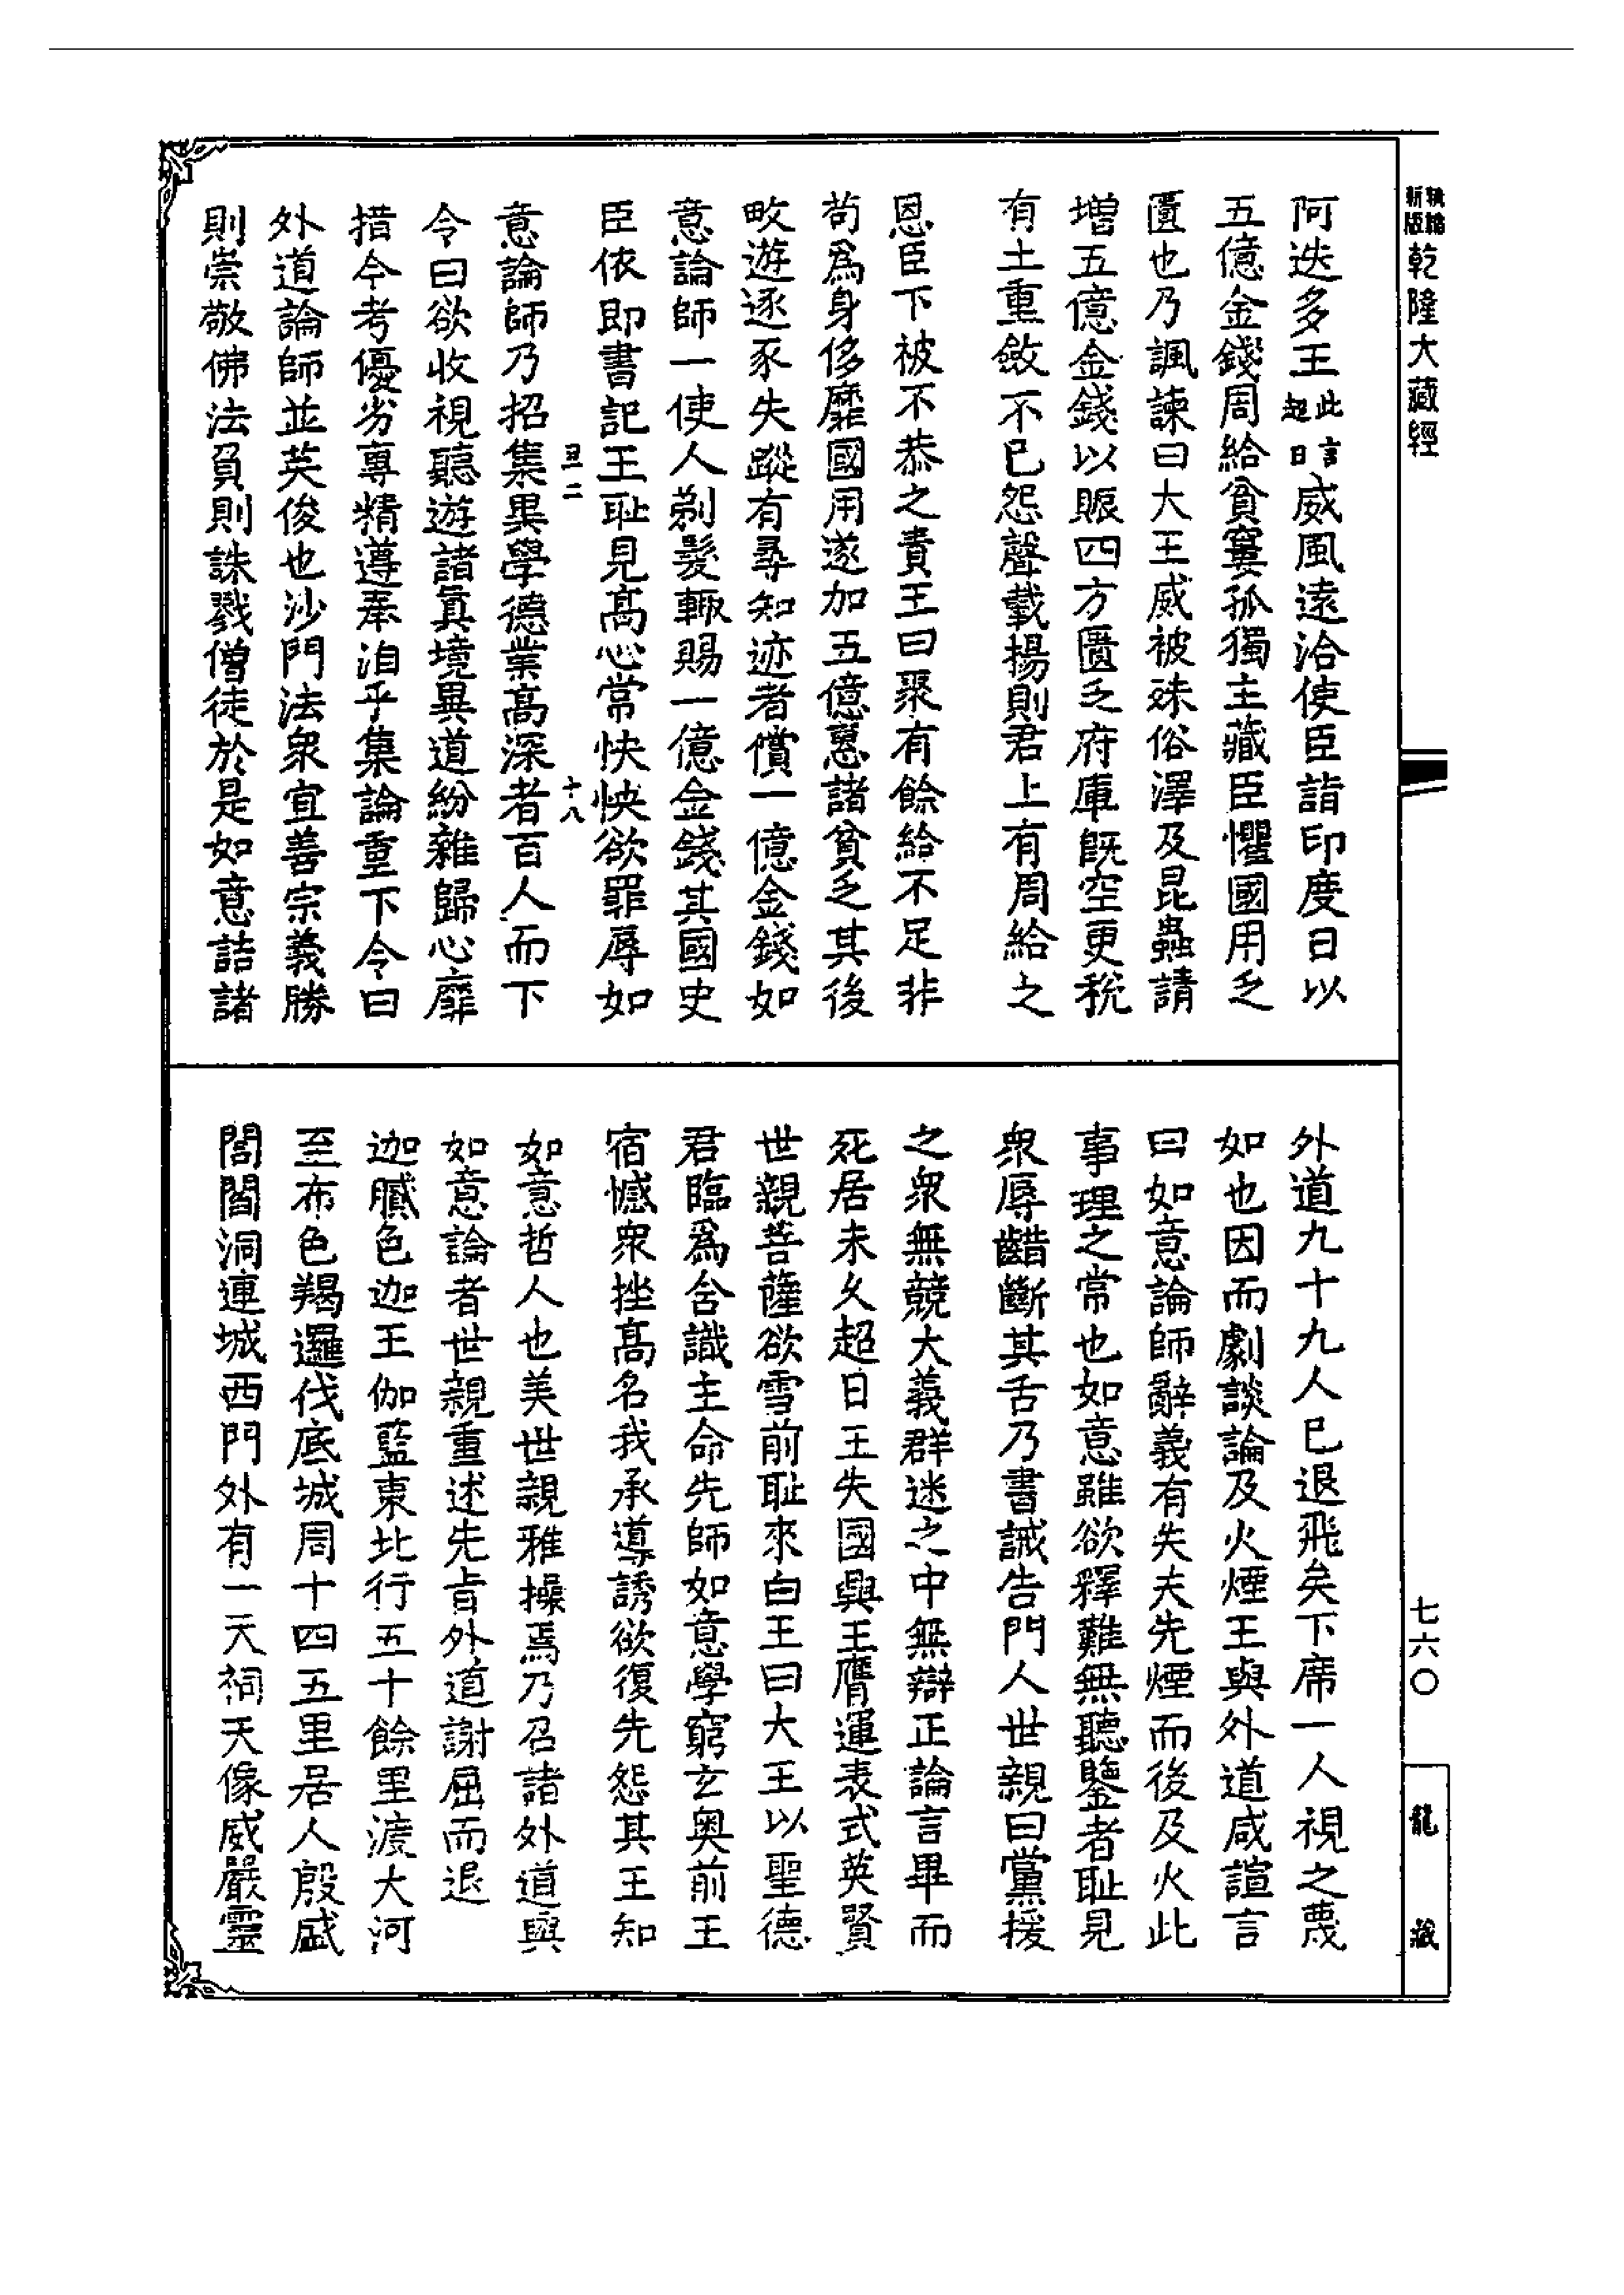 新版
乾隆大藏經
阿迭多王此言超日威風遠洽使臣詣印度日以
五億金錢周給貧窶孤獨主藏臣懼國用乏
匱也乃諷諫曰大王威被殊俗澤及昆蟲請
增五億金錢以賑四方匱乏府庫既空更稅
有土重斂不已怨聲載揚則君上有周給之
恩臣下被不恭之責王曰聚有餘給不足非
苟爲身侈靡國用遂加五億惠諸貧乏其後
畋遊逐豕失蹤有尋知迹者償一億金錢如
意論師一使人剃髮輙賜一億金錢其國史
臣依即書記王耻見髙心常怏怏欲罪辱如
丑二
十八
意論師乃招集異學德業髙深者百人而下
令曰欲收視聽遊諸真境異道紛雜歸心靡
措今考優劣專精遵奉洎乎集論重下令曰
外道論師並英俊也沙門法衆宜善宗義勝
則崇敬佛法負則誅戮僧徒於是如意詰諸
外道九十九人已退飛矣下席一人視之蔑
如也因而劇談論及火煙王與外道咸諠言
曰如意論師辭義有失夫先煙而後及火此
事理之常也如意雖欲釋難無聽鑒者耻見
衆辱齰斷其舌乃書誡告門人世親曰黨援
之衆無競大義群迷之中無辯正論言畢而
死居未久超日王失國興王膺運表式英賢
世親菩薩欲雪前耻來白王曰大王以聖德
君臨爲含識主命先師如意學窮玄奥前王
宿憾衆挫髙名我承導誘欲復先怨其王知
如意哲人也美世親雅操焉乃召諸外道與
如意論者世親重述先旨外道謝屈而退
迦膩色迦王伽藍東北行五十餘里渡大河
至布色羯邏伐底城周十四五里居人殷盛
閭閻洞連城西門外有一天祠天像威嚴靈
七六〇
龍藏